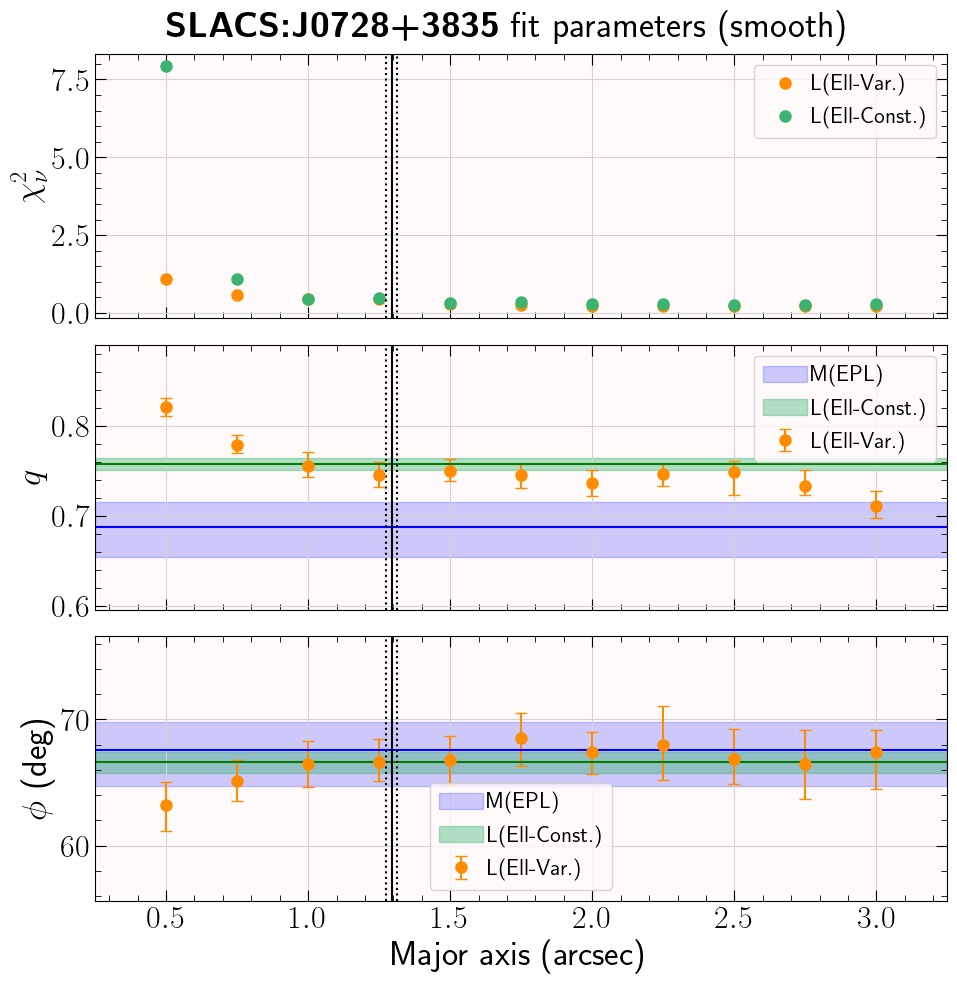 SLACS:J0728+3835 fit parameters (smooth)
7.5
5.0
2.5
0.0
χ²ᵥ
L(Ell-Var.)
L(Ell-Const.)
0.8
0.7
0.6
q
M(EPL)
L(Ell-Const.)
L(Ell-Var.)
70
60
ϕ (deg)
M(EPL)
L(Ell-Const.)
L(Ell-Var.)
0.5 1.0 1.5 2.0 2.5 3.0
Major axis (arcsec)